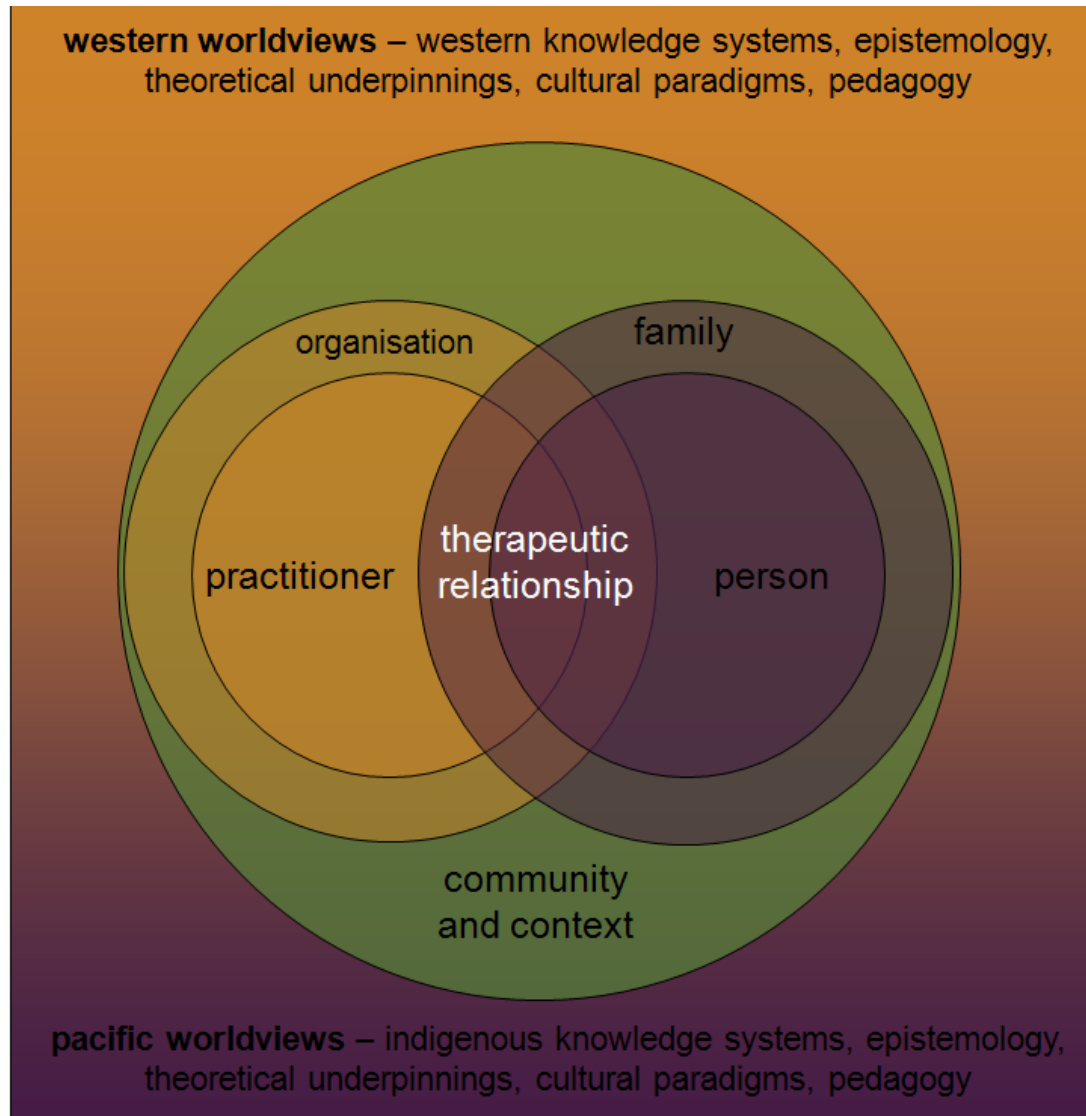 western worldviews – western knowledge systems, epistemology,
theoretical underpinnings, cultural paradigms, pedagogy
organisation
family
practitioner
therapeutic
relationship
person
community
and context
pacific worldviews – indigenous knowledge systems, epistemology,
theoretical underpinnings, cultural paradigms, pedagogy